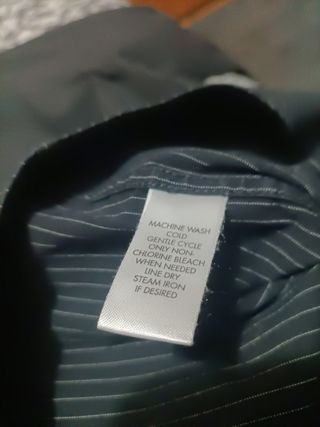 MACHINE WASH
COLD
GENTLE CYCLE
ONLY NON-
CHLORINE BLEACH
WHEN NEEDED
LINE DRY
STEAM IRON
IF DESIRED